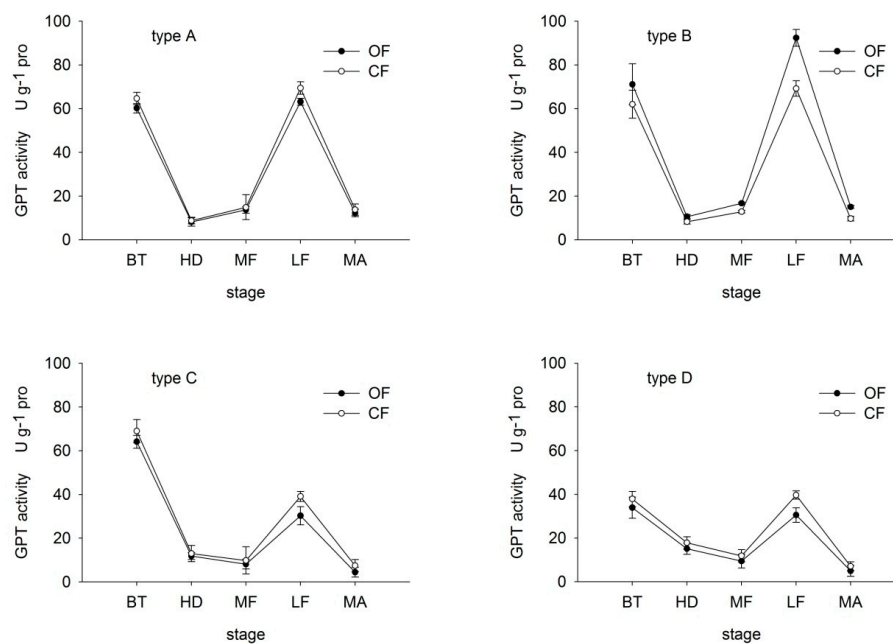 type A
OF
CF
GPT activity U g-1 pro
100
80
60
40
20
0
BT HD MF LF MA
stage
type B
OF
CF
GPT activity U g-1 pro
100
80
60
40
20
0
BT HD MF LF MA
stage
type C
OF
CF
GPT activity U g-1 pro
100
80
60
40
20
0
BT HD MF LF MA
stage
type D
OF
CF
GPT activity U g-1 pro
100
80
60
40
20
0
BT HD MF LF MA
stage